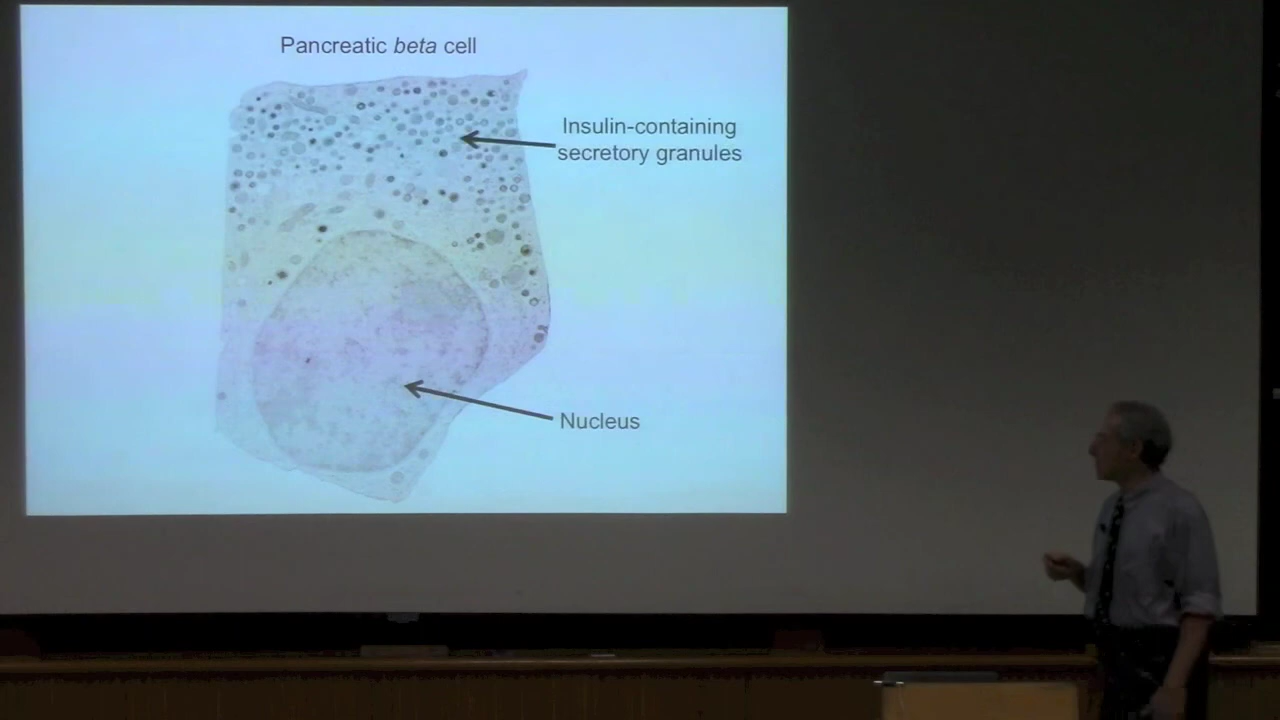 Pancreatic beta cell
Insulin-containing
secretory granules
Nucleus